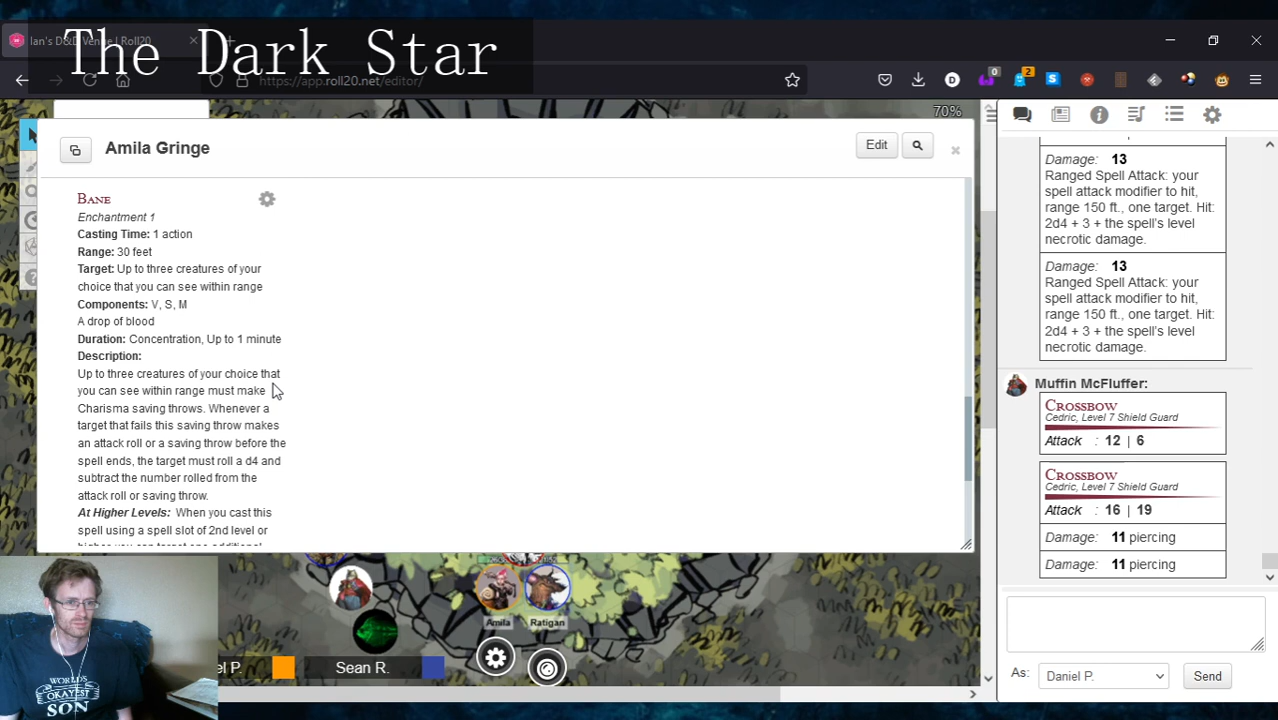 The Dark Star
Ian's D&D Venue | Roll20
https://app.roll20.net/editor/
0
2
70%
Amila Gringe
Edit
Bane
Enchantment 1
Casting Time: 1 action
Range: 30 feet
Target: Up to three creatures of your
choice that you can see within range
Components: V, S, M
A drop of blood
Duration: Concentration, Up to 1 minute
Description:
Up to three creatures of your choice that
you can see within range must make
Charisma saving throws. Whenever a
target that fails this saving throw makes
an attack roll or a saving throw before the
spell ends, the target must roll a d4 and
subtract the number rolled from the
attack roll or saving throw.
At Higher Levels: When you cast this
spell using a spell slot of 2nd level or
higher you can target one additional
Amila
Ratigan
el P.
Sean R.
WORLD'S
OKAYEST
SON
Damage: 13
Ranged Spell Attack: your
spell attack modifier to hit,
range 150 ft., one target. Hit:
2d4 + 3 + the spell's level
necrotic damage.
Damage: 13
Ranged Spell Attack: your
spell attack modifier to hit,
range 150 ft., one target. Hit:
2d4 + 3 + the spell's level
necrotic damage.
Muffin McFluffer:
Crossbow
Cedric, Level 7 Shield Guard
Attack : 12 | 6
Crossbow
Cedric, Level 7 Shield Guard
Attack : 16 | 19
Damage: 11 piercing
Damage: 11 piercing
As:
Daniel P.
Send